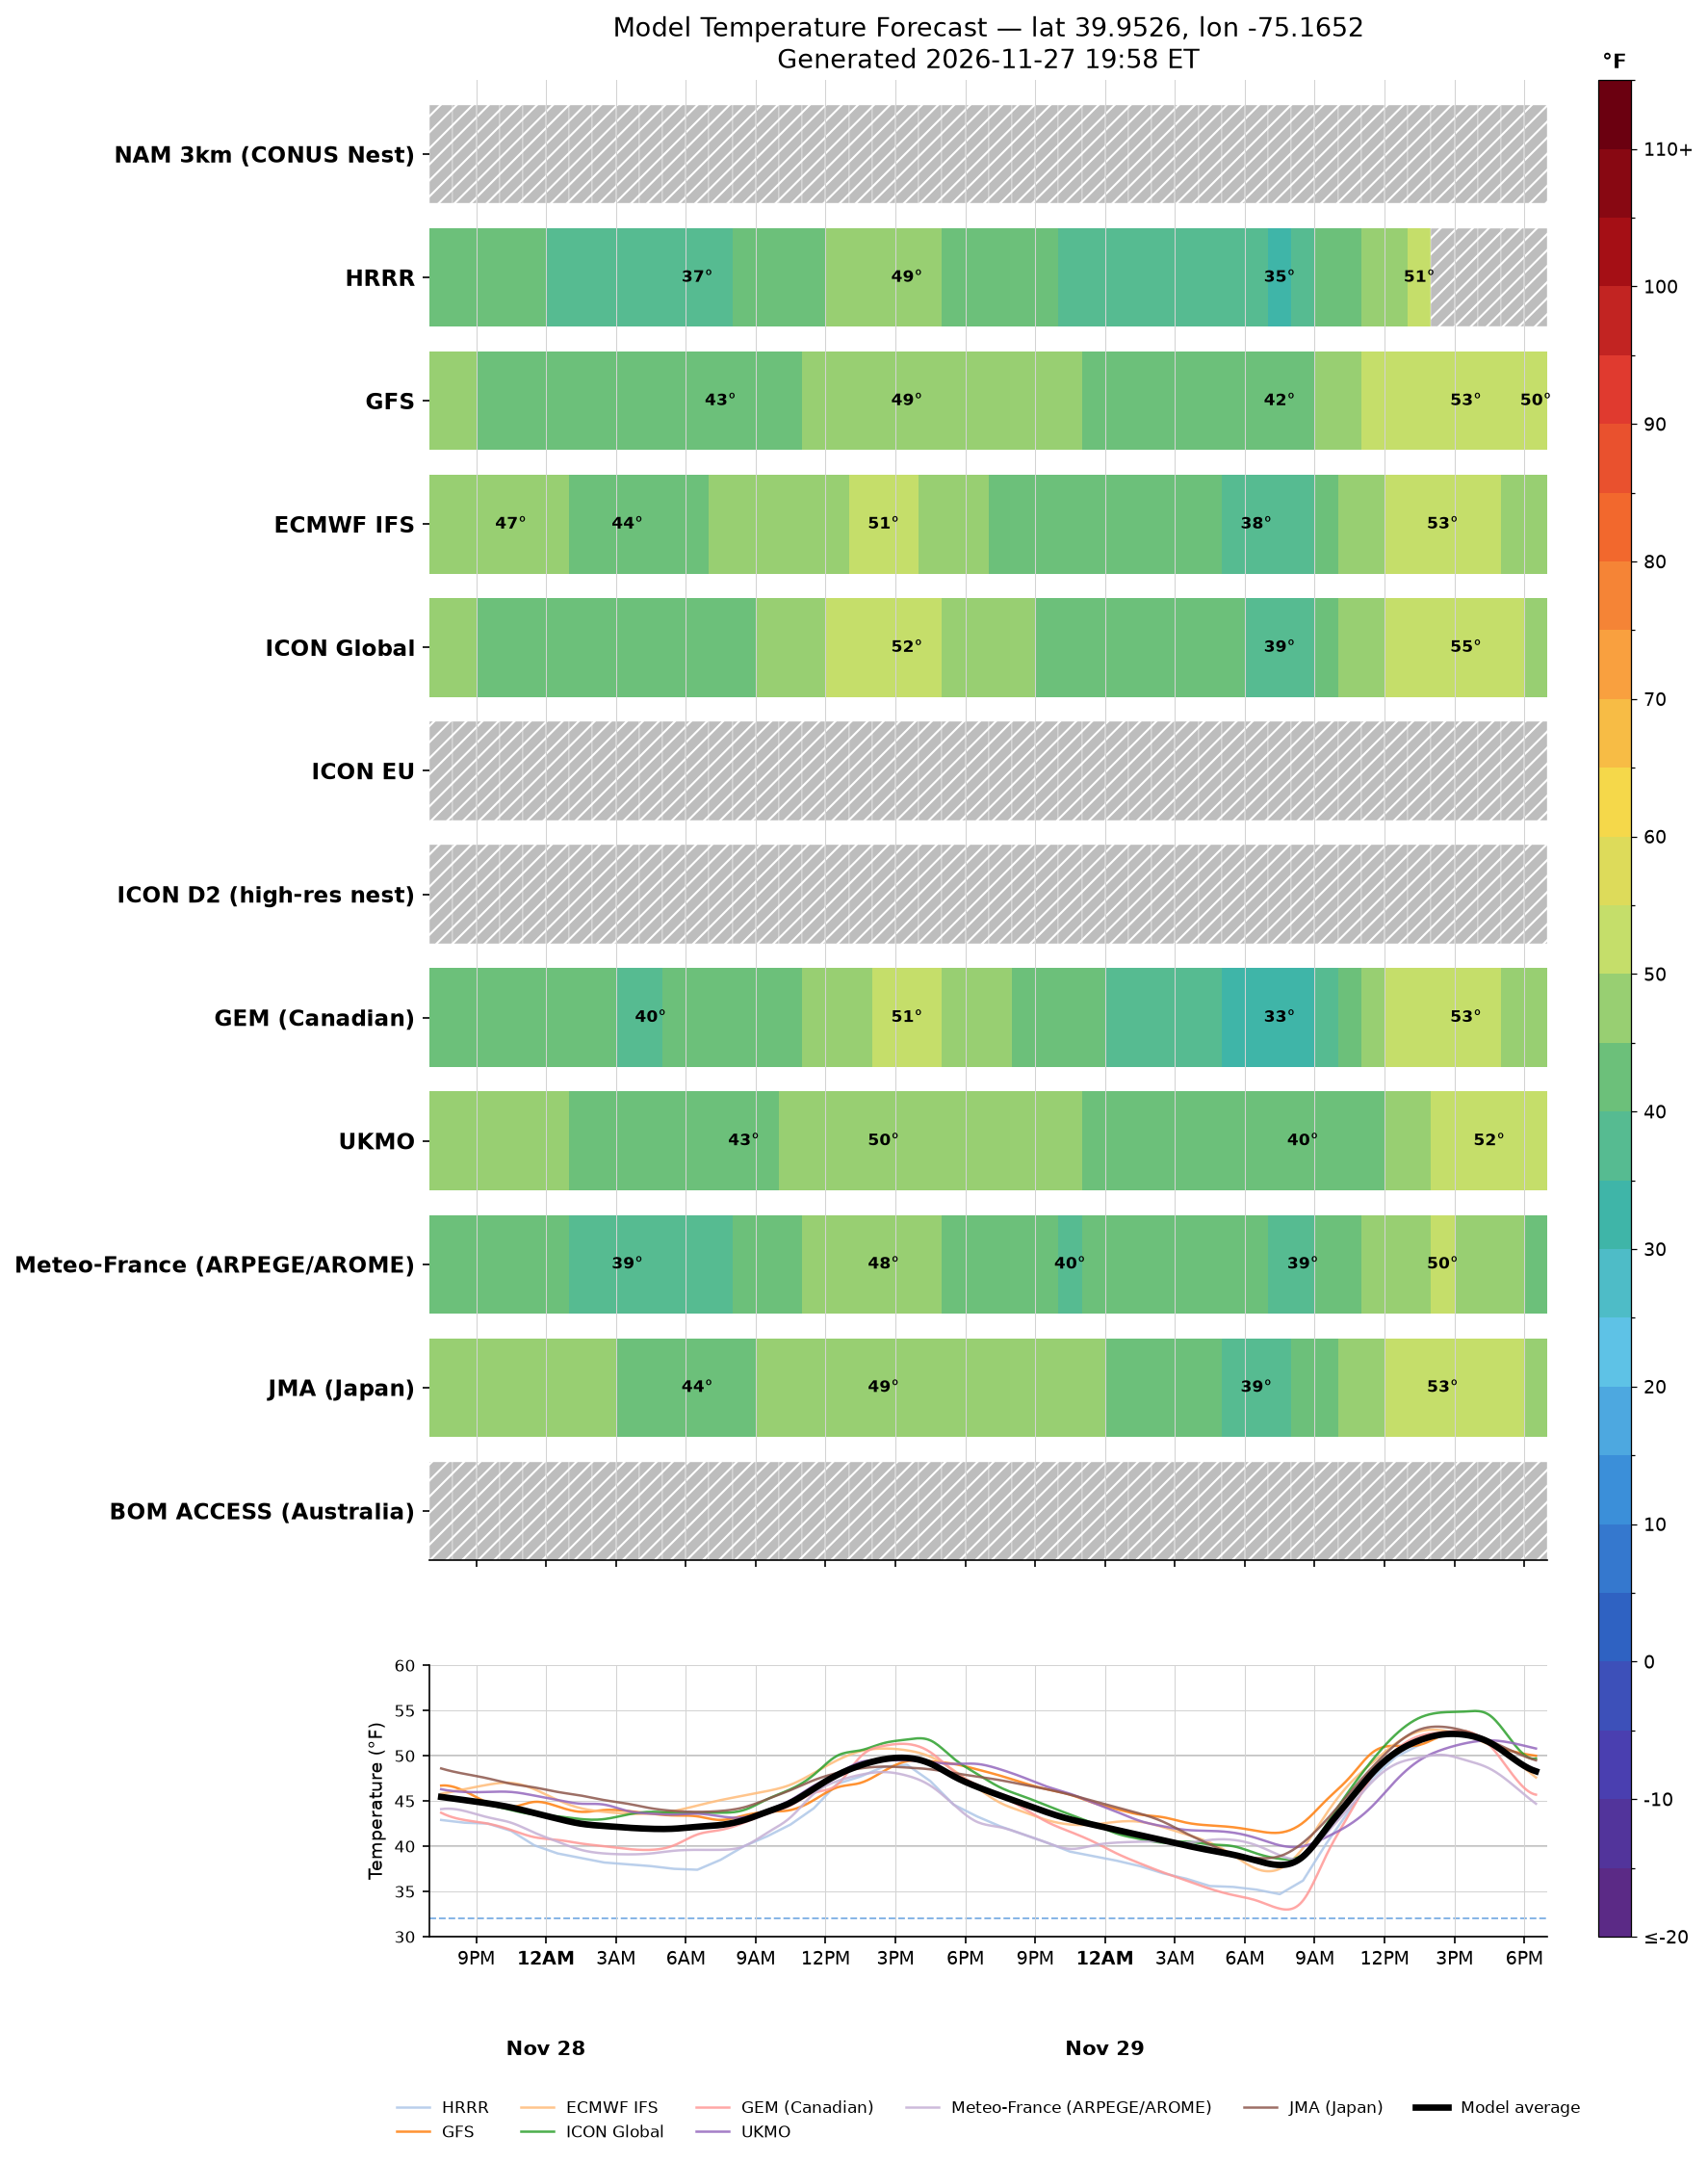 Model Temperature Forecast — lat 39.9526, lon -75.1652
Generated 2026-11-27 19:58 ET
°F
NAM 3km (CONUS Nest)
HRRR
37° 49° 35° 51°
GFS
43° 49° 42° 53° 50°
ECMWF IFS
47° 44° 51° 38° 53°
ICON Global
52° 39° 55°
ICON EU
ICON D2 (high-res nest)
GEM (Canadian)
40° 51° 33° 53°
UKMO
43° 50° 40° 52°
Meteo-France (ARPEGE/AROME)
39° 48° 40° 39° 50°
JMA (Japan)
44° 49° 39° 53°
BOM ACCESS (Australia)
110+
100
90
80
70
60
50
40
30
20
10
0
-10
≤-20
Temperature (°F)
60
55
50
45
40
35
30
9PM 12AM 3AM 6AM 9AM 12PM 3PM 6PM 9PM 12AM 3AM 6AM 9AM 12PM 3PM 6PM
Nov 28 Nov 29
HRRR ECMWF IFS GEM (Canadian) Meteo-France (ARPEGE/AROME) JMA (Japan) Model average
GFS ICON Global UKMO